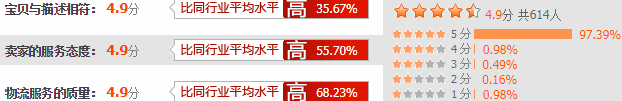 宝贝与描述相符： 4.9分 比同行业平均水平 高 35.67%
卖家的服务态度： 4.9分 比同行业平均水平 高 55.70%
物流服务的质量： 4.9分 比同行业平均水平 高 68.23%
4.9分 共614人
5 分 97.39%
4 分 0.98%
3 分 0.49%
2 分 0.16%
1 分 0.98%